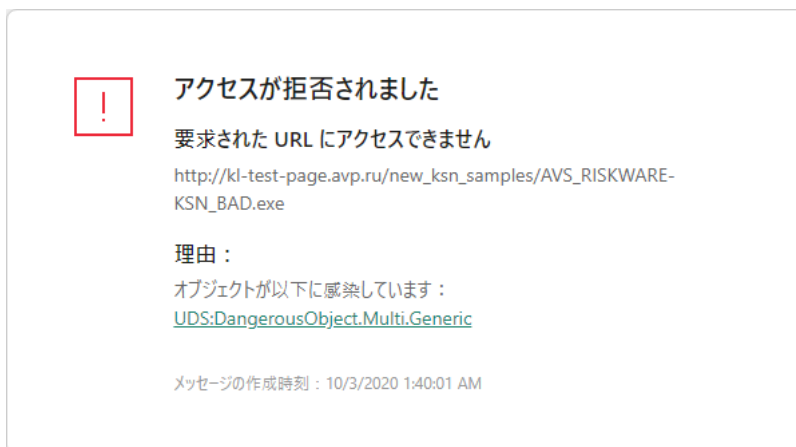 !
アクセスが拒否されました
要求された URL にアクセスできません
http://kl-test-page.avp.ru/new_ksn_samples/AVS_RISKWARE-
KSN_BAD.exe
理由：
オブジェクトが以下に感染しています：
UDS:DangerousObject.Multi.Generic
メッセージの作成時刻：10/3/2020 1:40:01 AM